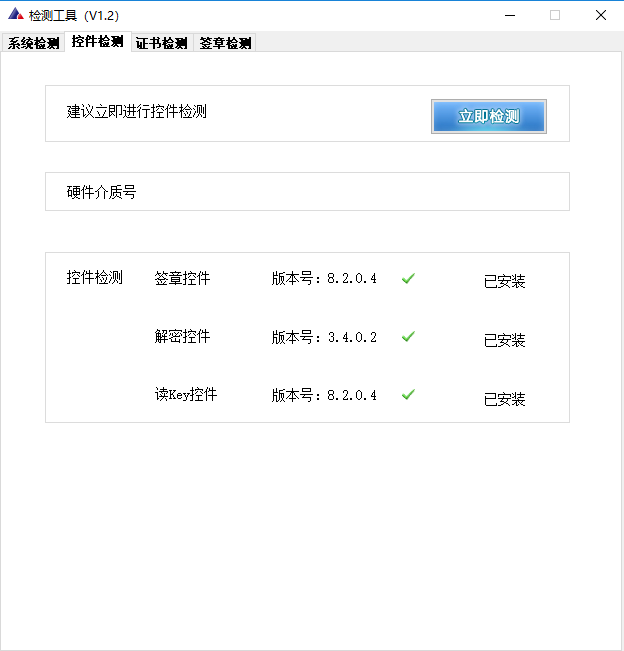 检测工具（V1.2）
系统检测 控件检测 证书检测 签章检测
建议立即进行控件检测 立即检测
硬件介质号
控件检测 签章控件 版本号：8.2.0.4 已安装
解密控件 版本号：3.4.0.2 已安装
读Key控件 版本号：8.2.0.4 已安装